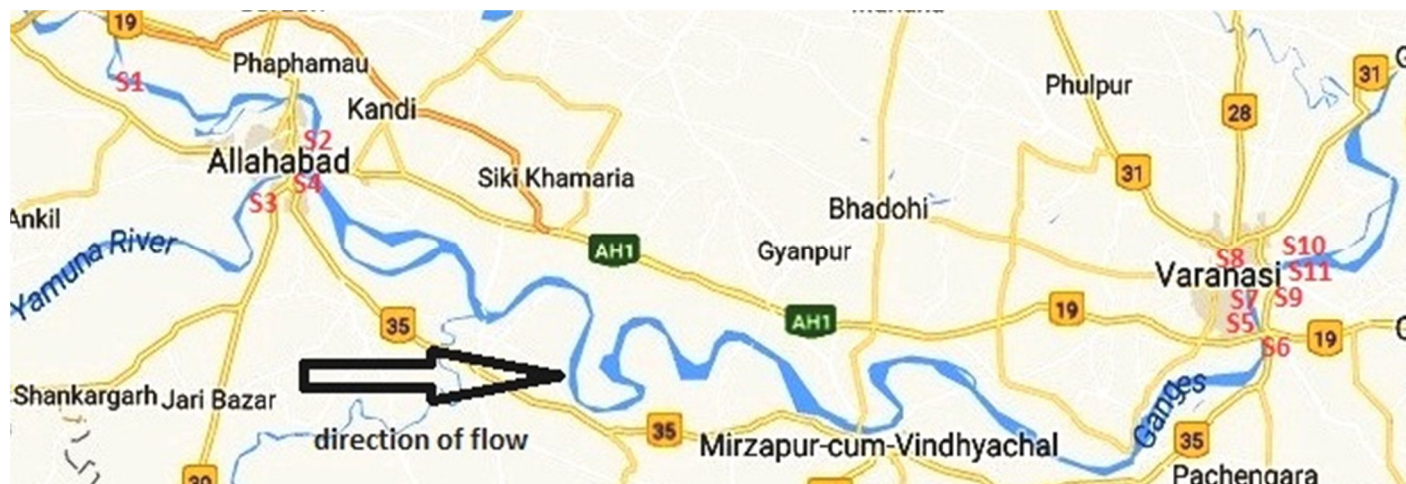 19
Phaphamau
S1
Kandi
S2
Allahabad
S4
S3
Ankil
Yamuna River
Siki Khamaria
AH1
35
Shankargarh
Jari Bazar
direction of flow
Gyanpur
Bhadohi
AH1
19
35
Mirzapur-cum-Vindhyachal
Phulpur
28
31
31
S10
S8
S11
Varanasi
S7
S9
S5
19
S6
Ganges
35
Pachengara